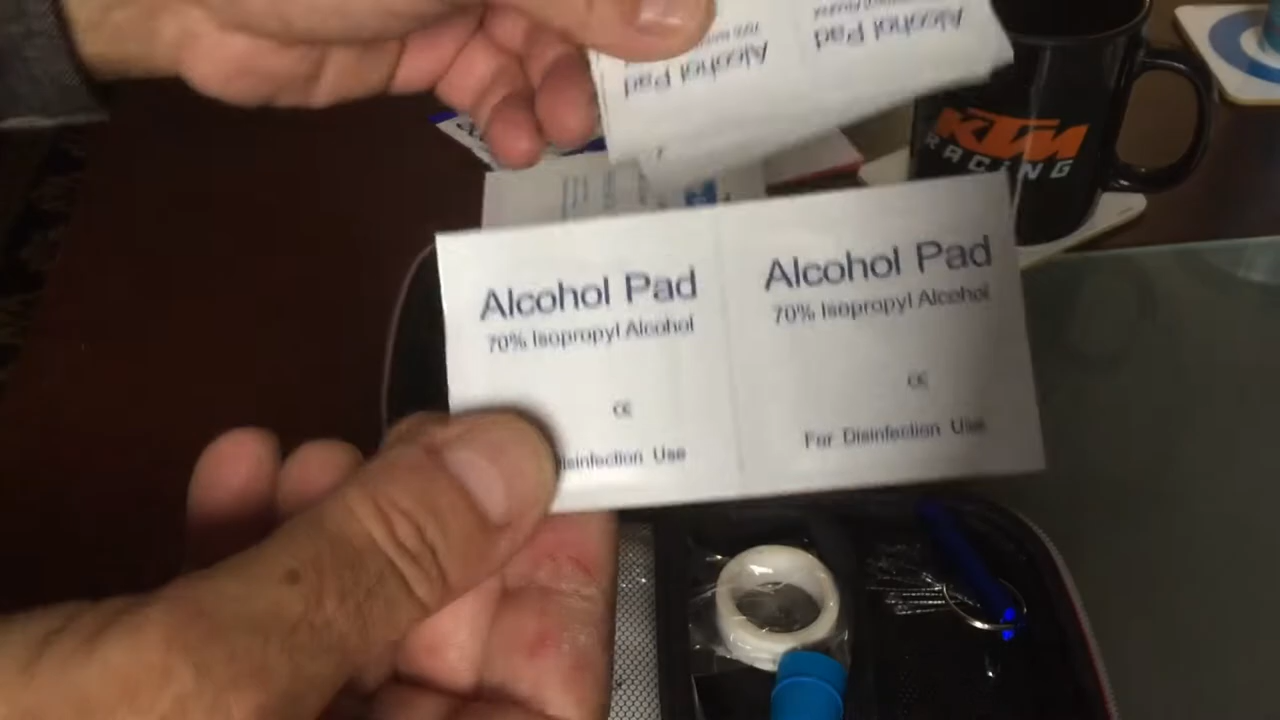 Alcohol Pad
Alcohol Pad
KTM
RACING
Alcohol Pad
70% Isopropyl Alcohol
CE
Disinfection Use
Alcohol Pad
70% Isopropyl Alcohol
CE
For Disinfection Use